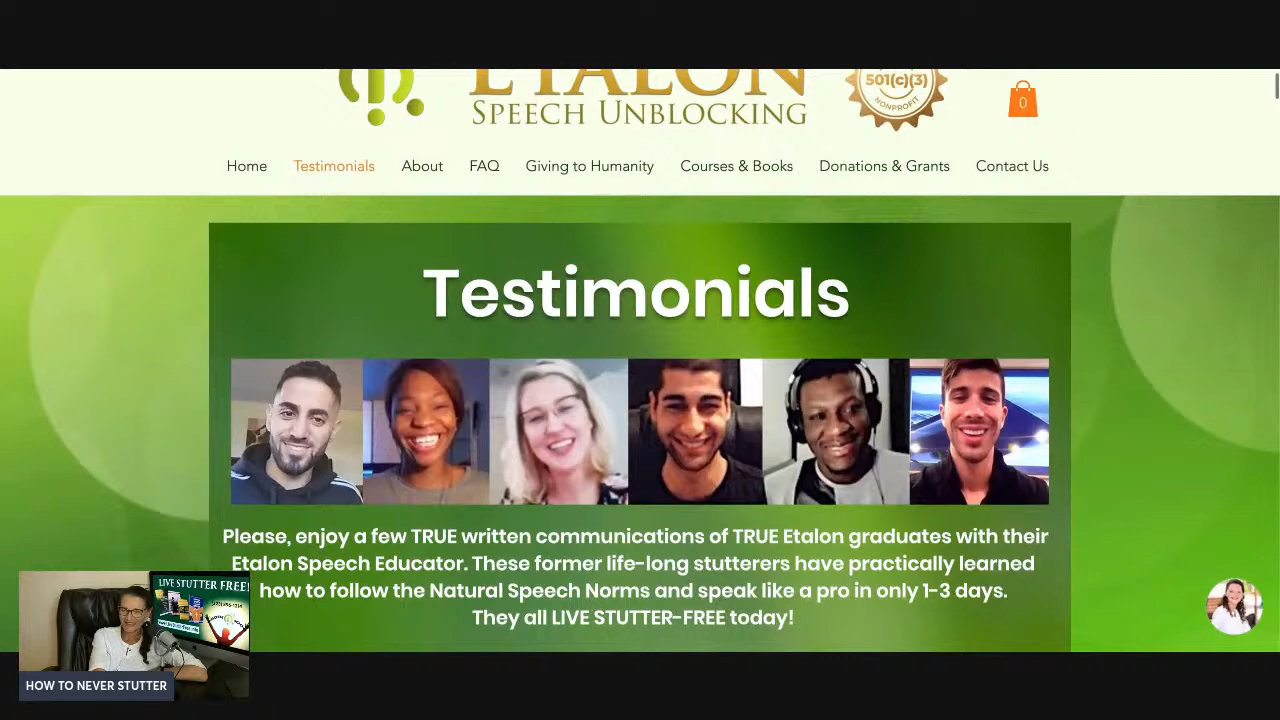 ETALON
SPEECH UNBLOCKING
501(c)(3)
NONPROFIT
0
Home
Testimonials
About
FAQ
Giving to Humanity
Courses & Books
Donations & Grants
Contact Us
Testimonials
Please, enjoy a few TRUE written communications of TRUE Etalon graduates with their
Etalon Speech Educator. These former life-long stutterers have practically learned
how to follow the Natural Speech Norms and speak like a pro in only 1-3 days.
They all LIVE STUTTER-FREE today!
LIVE STUTTER FREE!
HOW TO NEVER STUTTER